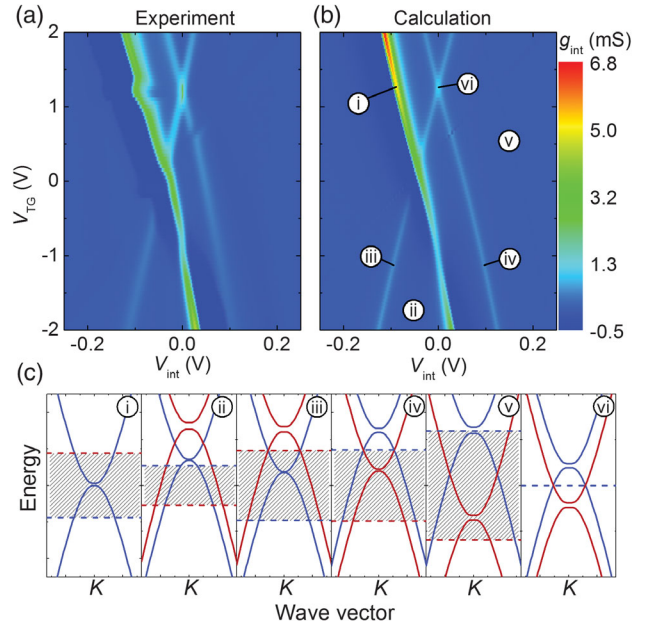 (a) Experiment (b) Calculation
g_int (mS)
2 6.8
1 i vi v 5.0
V_TG (V) 0 3.2
-1 iii iv 1.3
-2 ii -0.5
-0.2 0.0 0.2 -0.2 0.0 0.2
V_int (V) V_int (V)
(c) i ii iii iv v vi
Energy
K K K K K K
Wave vector